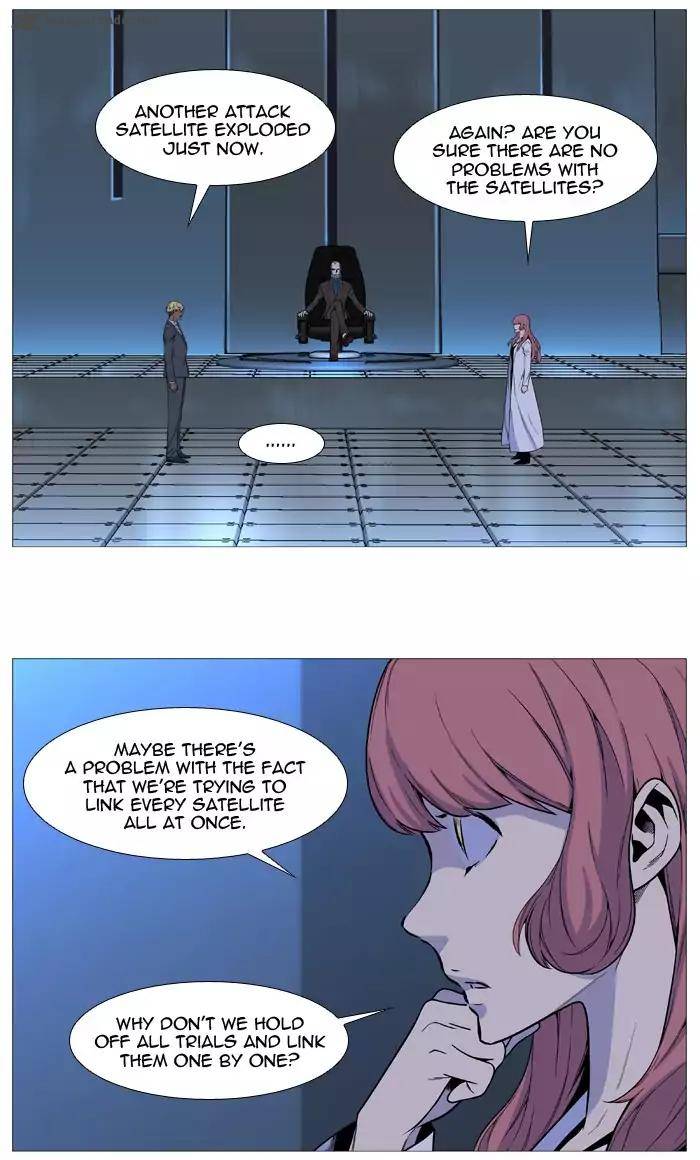 ANOTHER ATTACK
SATELLITE EXPLODED
JUST NOW.
AGAIN? ARE YOU
SURE THERE ARE NO
PROBLEMS WITH
THE SATELLITES?
......
MAYBE THERE'S
A PROBLEM WITH THE FACT
THAT WE'RE TRYING TO
LINK EVERY SATELLITE
ALL AT ONCE.
WHY DON'T WE HOLD
OFF ALL TRIALS AND LINK
THEM ONE BY ONE?